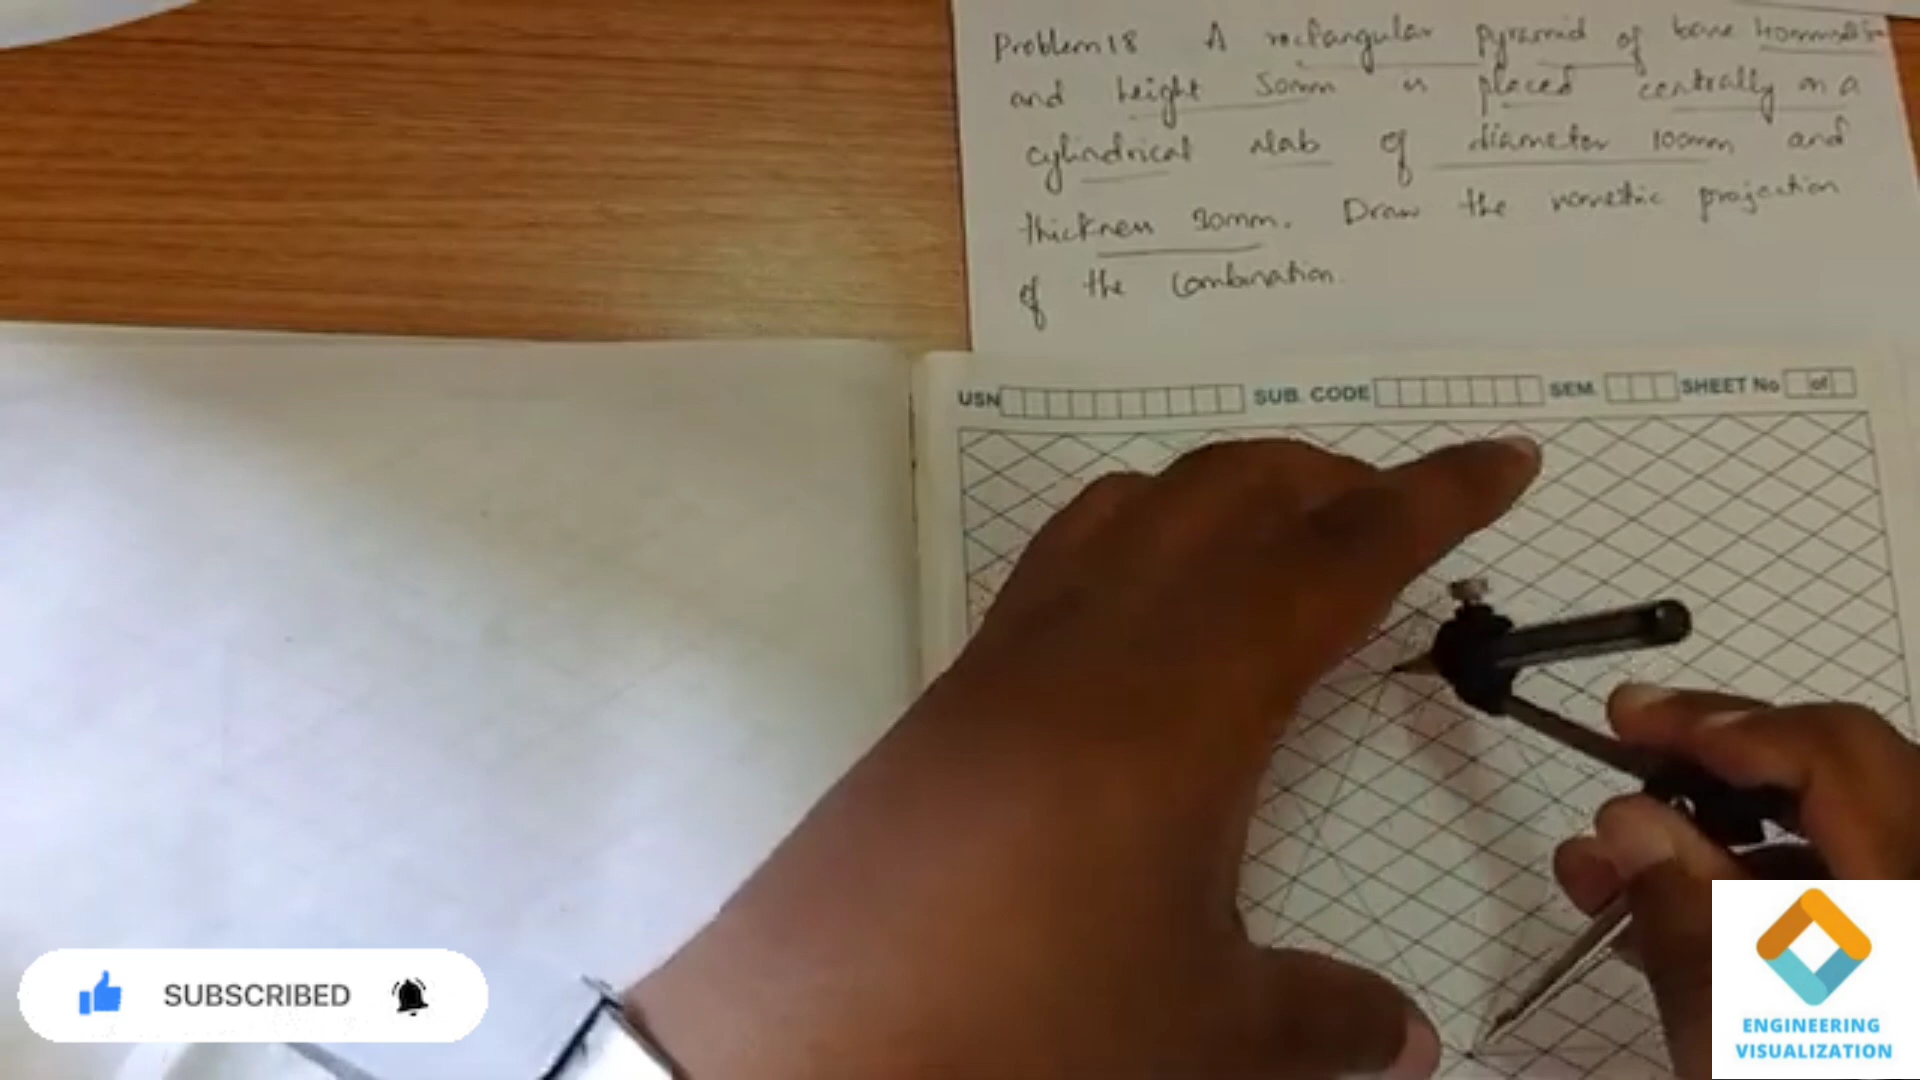 Problem 18 A rectangular pyramid of base 40mm
and height 50mm is placed centrally on a
cylindrical slab of diameter 100mm and
thickness 30mm. Draw the isometric projection
of the combination.
USN SUB. CODE SEM. SHEET No of
SUBSCRIBED
ENGINEERING
VISUALIZATION